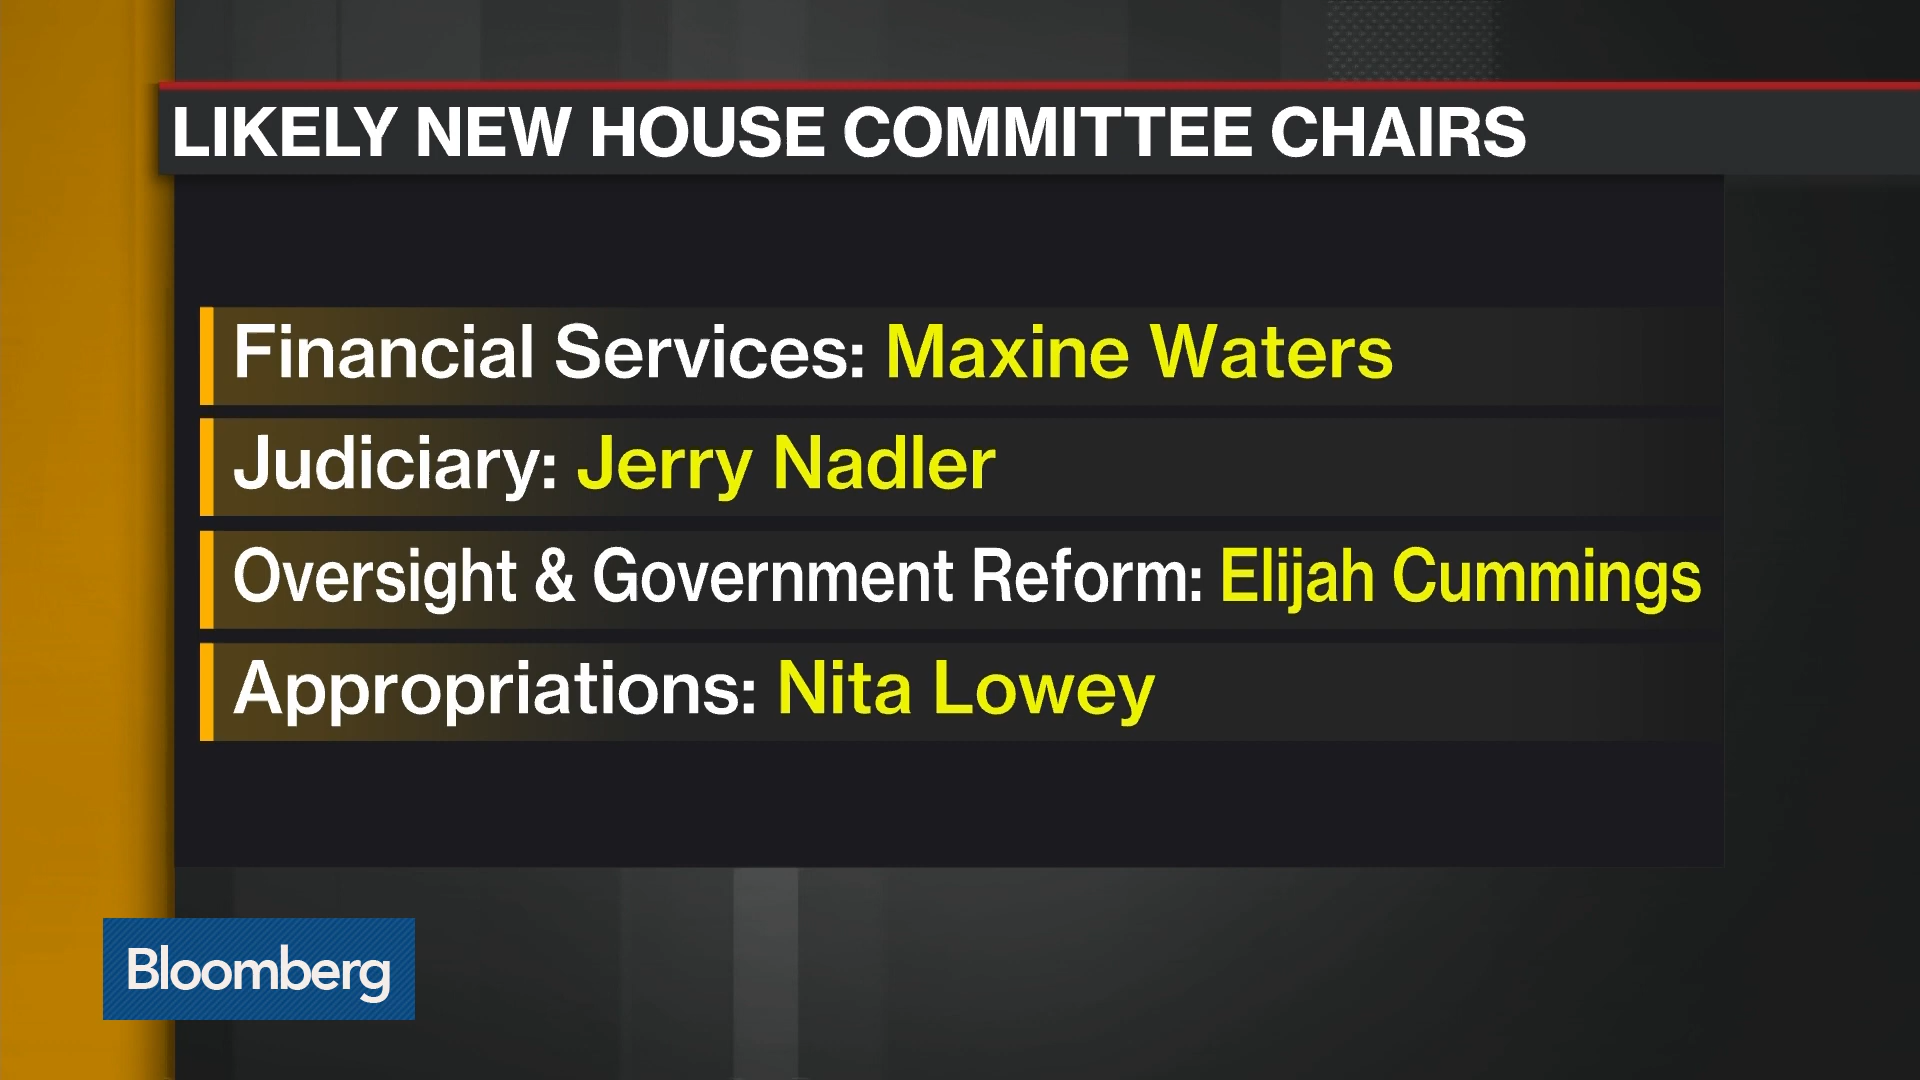 LIKELY NEW HOUSE COMMITTEE CHAIRS
Financial Services: Maxine Waters
Judiciary: Jerry Nadler
Oversight & Government Reform: Elijah Cummings
Appropriations: Nita Lowey
Bloomberg